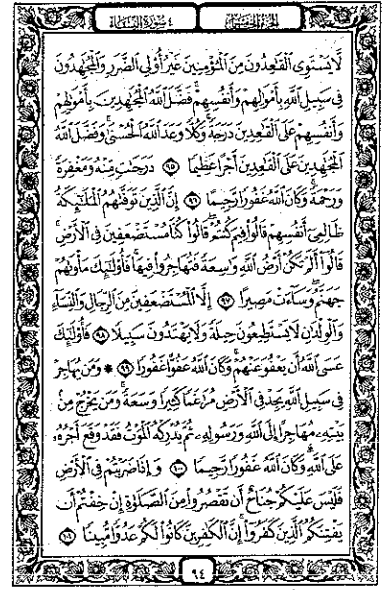 الجزء الخامس
٤ سورة النساء
لَّا يَسْتَوِي الْقَاعِدُونَ مِنَ الْمُؤْمِنِينَ غَيْرُ أُولِي الضَّرَرِ وَالْمُجَاهِدُونَ
فِي سَبِيلِ اللَّهِ بِأَمْوَالِهِمْ وَأَنفُسِهِمْ فَضَّلَ اللَّهُ الْمُجَاهِدِينَ بِأَمْوَالِهِمْ
وَأَنفُسِهِمْ عَلَى الْقَاعِدِينَ دَرَجَةً وَكُلًّا وَعَدَ اللَّهُ الْحُسْنَى وَفَضَّلَ اللَّهُ
الْمُجَاهِدِينَ عَلَى الْقَاعِدِينَ أَجْرًا عَظِيمًا ٩٥ دَرَجَاتٍ مِّنْهُ وَمَغْفِرَةً
وَرَحْمَةً وَكَانَ اللَّهُ غَفُورًا رَّحِيمًا ٩٦ إِنَّ الَّذِينَ تَوَفَّاهُمُ الْمَلَائِكَةُ
ظَالِمِي أَنفُسِهِمْ قَالُوا فِيمَ كُنتُمْ قَالُوا كُنَّا مُسْتَضْعَفِينَ فِي الْأَرْضِ
قَالُوا أَلَمْ تَكُنْ أَرْضُ اللَّهِ وَاسِعَةً فَتُهَاجِرُوا فِيهَا فَأُولَٰئِكَ مَأْوَاهُمْ
جَهَنَّمُ وَسَاءَتْ مَصِيرًا ٩٧ إِلَّا الْمُسْتَضْعَفِينَ مِنَ الرِّجَالِ وَالنِّسَاءِ
وَالْوِلْدَانِ لَا يَسْتَطِيعُونَ حِيلَةً وَلَا يَهْتَدُونَ سَبِيلًا ٩٨ فَأُولَٰئِكَ
عَسَى اللَّهُ أَن يَعْفُوَ عَنْهُمْ وَكَانَ اللَّهُ عَفُوًّا غَفُورًا ٩٩ ۞ وَمَن يُهَاجِرْ
فِي سَبِيلِ اللَّهِ يَجِدْ فِي الْأَرْضِ مُرَاغَمًا كَثِيرًا وَسَعَةً وَمَن يَخْرُجْ مِن
بَيْتِهِ مُهَاجِرًا إِلَى اللَّهِ وَرَسُولِهِ ثُمَّ يُدْرِكْهُ الْمَوْتُ فَقَدْ وَقَعَ أَجْرُهُ
عَلَى اللَّهِ وَكَانَ اللَّهُ غَفُورًا رَّحِيمًا ١٠٠ وَإِذَا ضَرَبْتُمْ فِي الْأَرْضِ
فَلَيْسَ عَلَيْكُمْ جُنَاحٌ أَن تَقْصُرُوا مِنَ الصَّلَاةِ إِنْ خِفْتُمْ أَن
يَفْتِنَكُمُ الَّذِينَ كَفَرُوا إِنَّ الْكَافِرِينَ كَانُوا لَكُمْ عَدُوًّا مُّبِينًا ١٠١
٩٤